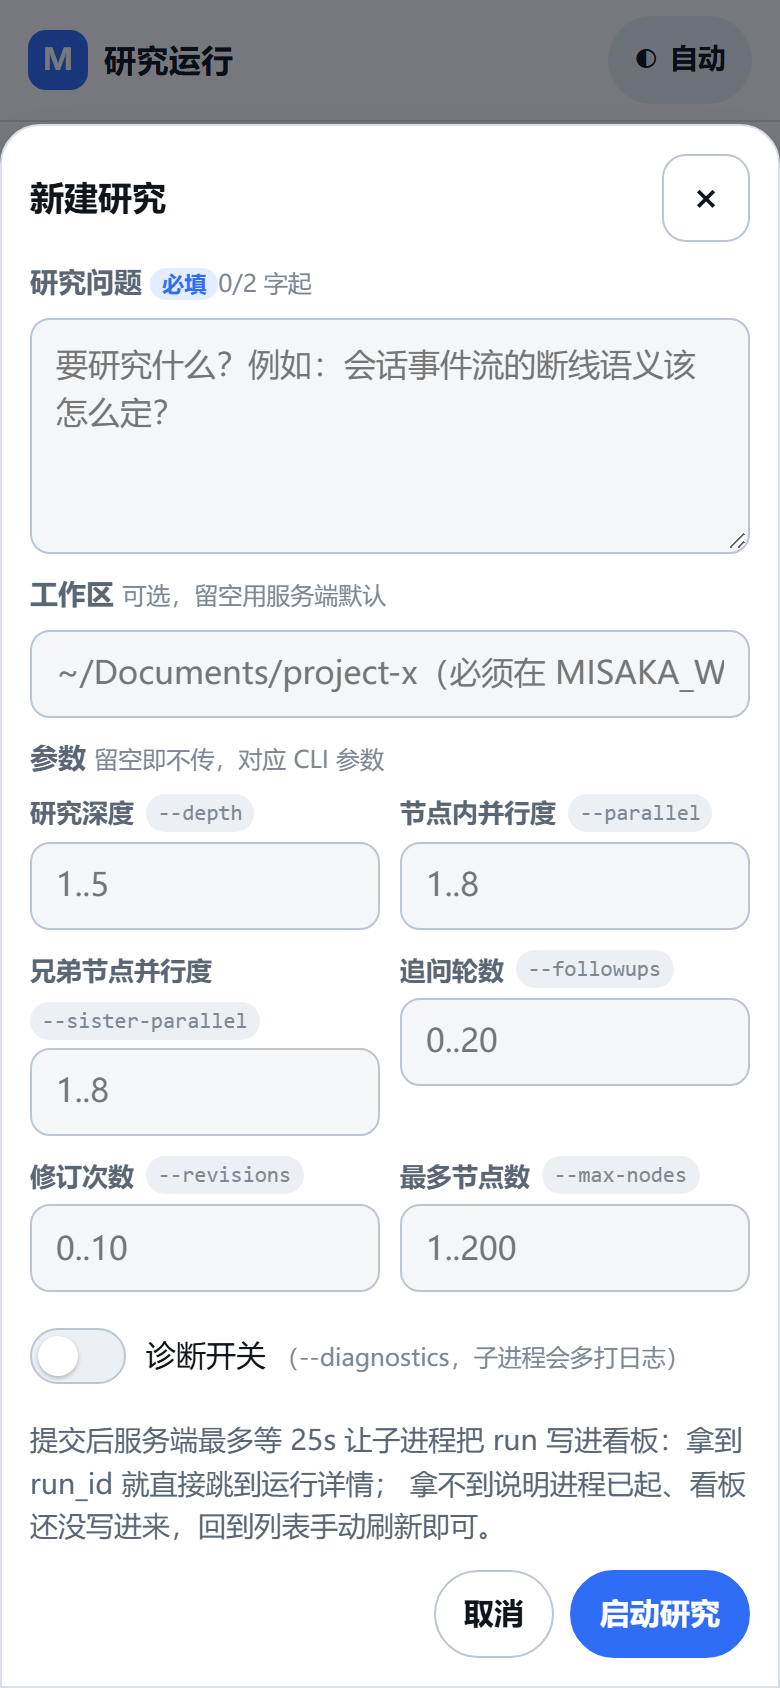 M 研究运行 ◐ 自动
新建研究 ×
研究问题 必填 0/2 字起
要研究什么？例如：会话事件流的断线语义该
怎么定？
工作区 可选，留空用服务端默认
~/Documents/project-x（必须在 MISAKA_W
参数 留空即不传，对应 CLI 参数
研究深度 --depth 节点内并行度 --parallel
1..5 1..8
兄弟节点并行度 追问轮数 --followups
--sister-parallel
1..8 0..20
修订次数 --revisions 最多节点数 --max-nodes
0..10 1..200
诊断开关 （--diagnostics，子进程会多打日志）
提交后服务端最多等 25s 让子进程把 run 写进看板：拿到
run_id 就直接跳到运行详情； 拿不到说明进程已起、看板
还没写进来，回到列表手动刷新即可。
取消 启动研究